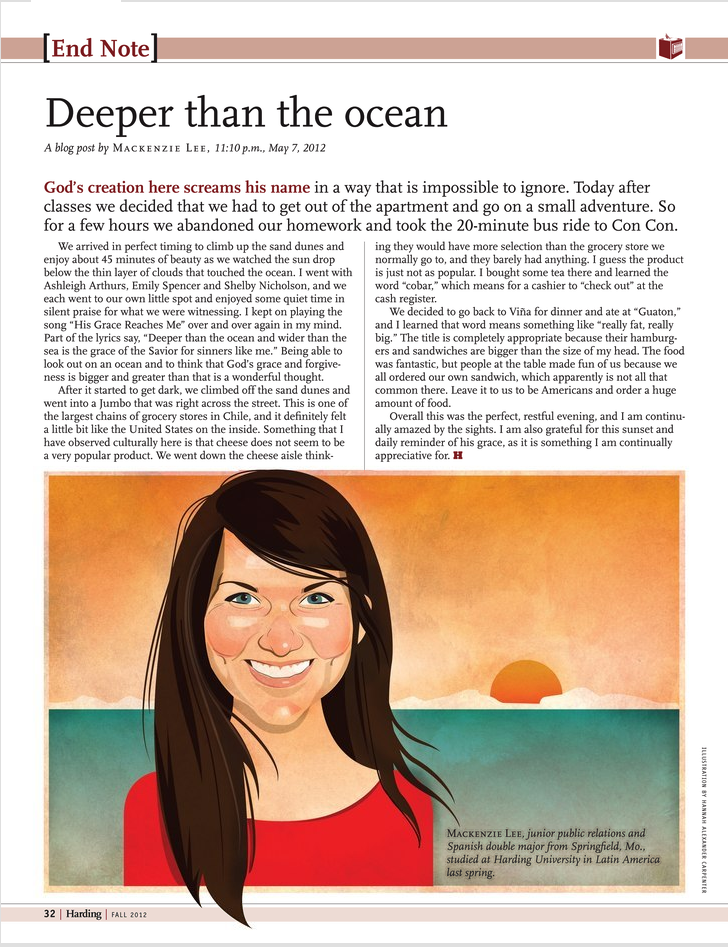 [End Note]
Deeper than the ocean
A blog post by Mackenzie Lee, 11:10 p.m., May 7, 2012
God's creation here screams his name in a way that is impossible to ignore. Today after
classes we decided that we had to get out of the apartment and go on a small adventure. So
for a few hours we abandoned our homework and took the 20-minute bus ride to Con Con.
We arrived in perfect timing to climb up the sand dunes and
enjoy about 45 minutes of beauty as we watched the sun drop
below the thin layer of clouds that touched the ocean. I went with
Ashleigh Arthurs, Emily Spencer and Shelby Nicholson, and we
each went to our own little spot and enjoyed some quiet time in
silent praise for what we were witnessing. I kept on playing the
song "His Grace Reaches Me" over and over again in my mind.
Part of the lyrics say, "Deeper than the ocean and wider than the
sea is the grace of the Savior for sinners like me." Being able to
look out on an ocean and to think that God's grace and forgive-
ness is bigger and greater than that is a wonderful thought.
After it started to get dark, we climbed off the sand dunes and
went into a Jumbo that was right across the street. This is one of
the largest chains of grocery stores in Chile, and it definitely felt
a little bit like the United States on the inside. Something that I
have observed culturally here is that cheese does not seem to be
a very popular product. We went down the cheese aisle think-
ing they would have more selection than the grocery store we
normally go to, and they barely had anything. I guess the product
is just not as popular. I bought some tea there and learned the
word "cobar," which means for a cashier to "check out" at the
cash register.
We decided to go back to Viña for dinner and ate at "Guaton,"
and I learned that word means something like "really fat, really
big." The title is completely appropriate because their hamburg-
ers and sandwiches are bigger than the size of my head. The food
was fantastic, but people at the table made fun of us because we
all ordered our own sandwich, which apparently is not all that
common there. Leave it to us to be Americans and order a huge
amount of food.
Overall this was the perfect, restful evening, and I am continu-
ally amazed by the sights. I am also grateful for this sunset and
daily reminder of his grace, as it is something I am continually
appreciative for. H
Mackenzie Lee, junior public relations and
Spanish double major from Springfield, Mo.,
studied at Harding University in Latin America
last spring.
ILLUSTRATION BY HANNAH ALEXANDER CARPENTER
32 | Harding | FALL 2012